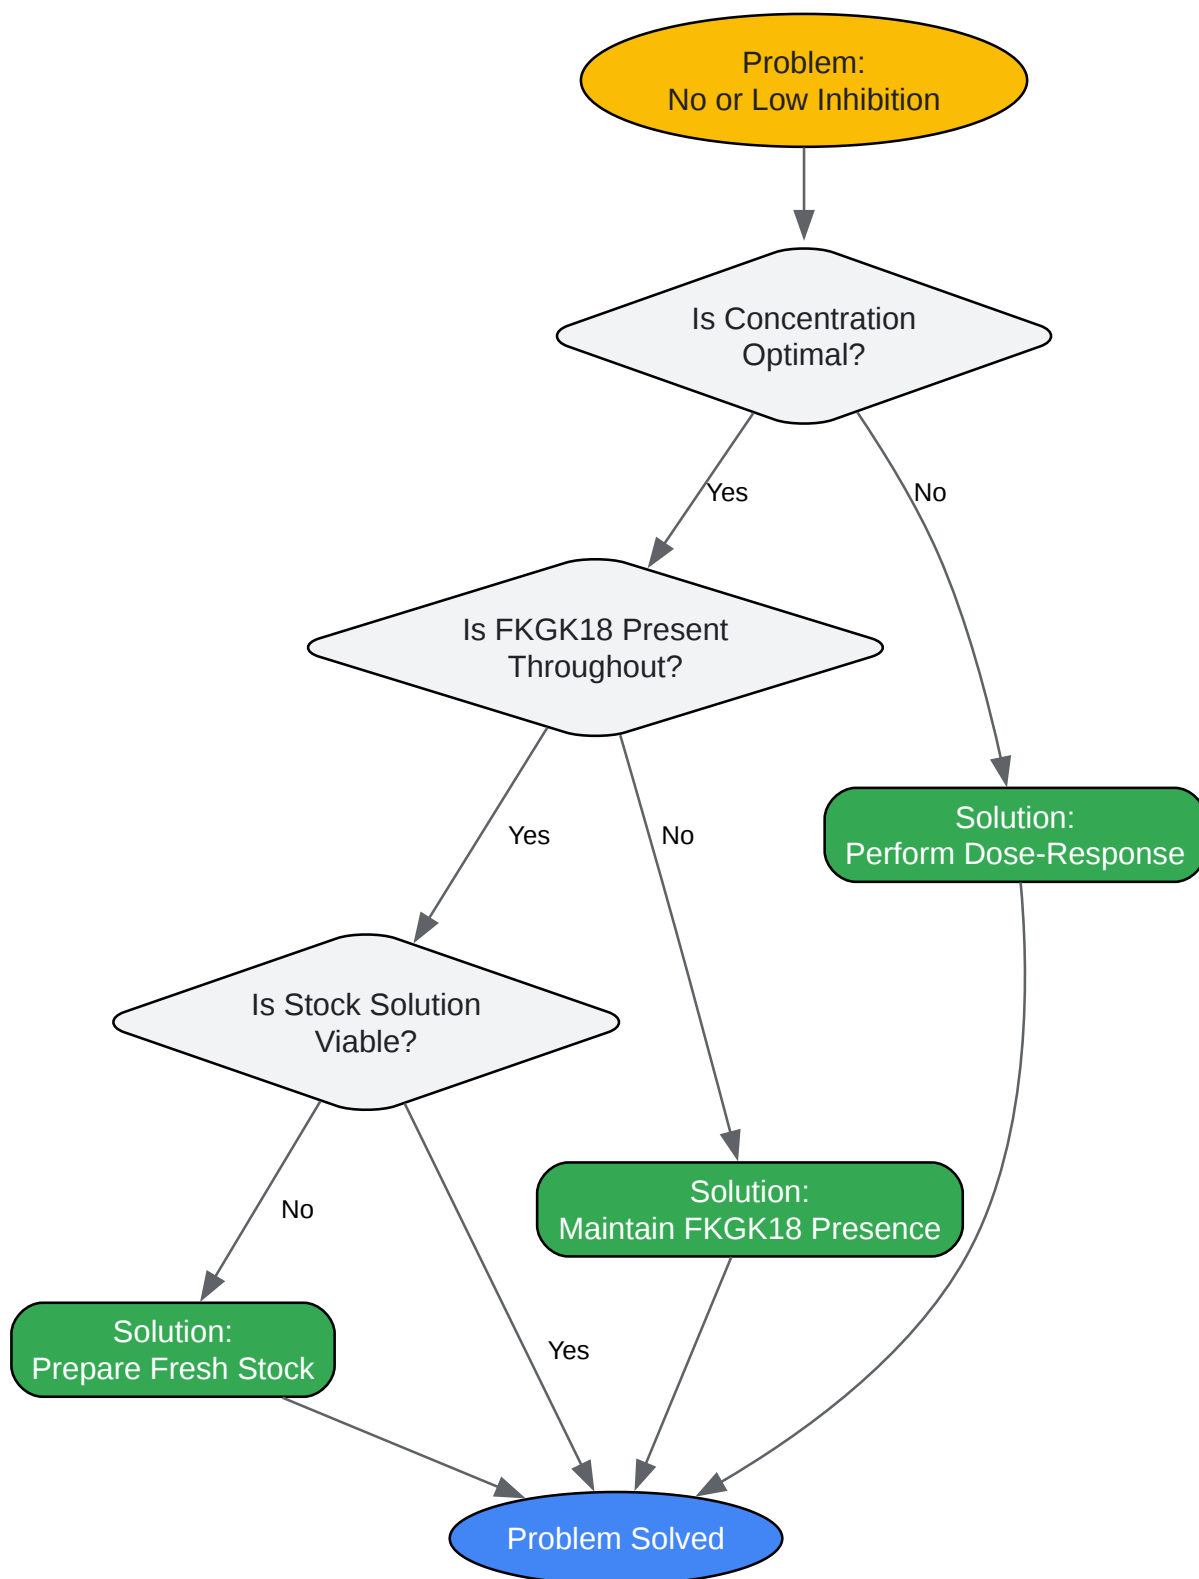 Problem:
No or Low Inhibition
Is Concentration
Optimal?
Yes
No
Is FKGK18 Present
Throughout?
Yes
No
Solution:
Perform Dose-Response
Is Stock Solution
Viable?
No
Yes
Solution:
Maintain FKGK18 Presence
Solution:
Prepare Fresh Stock
Problem Solved